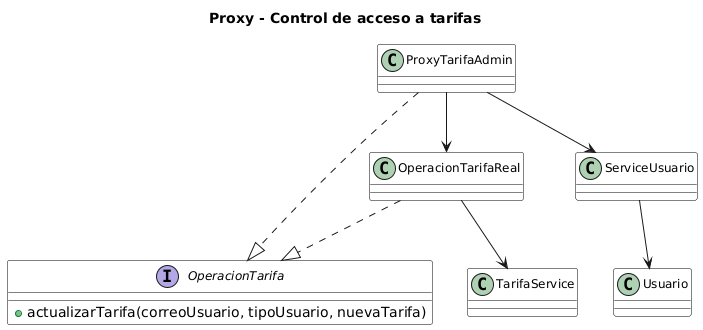 Proxy - Control de acceso a tarifas
C ProxyTarifaAdmin
C OperacionTarifaReal
C ServiceUsuario
I OperacionTarifa
actualizarTarifa(correoUsuario, tipoUsuario, nuevaTarifa)
C TarifaService
C Usuario